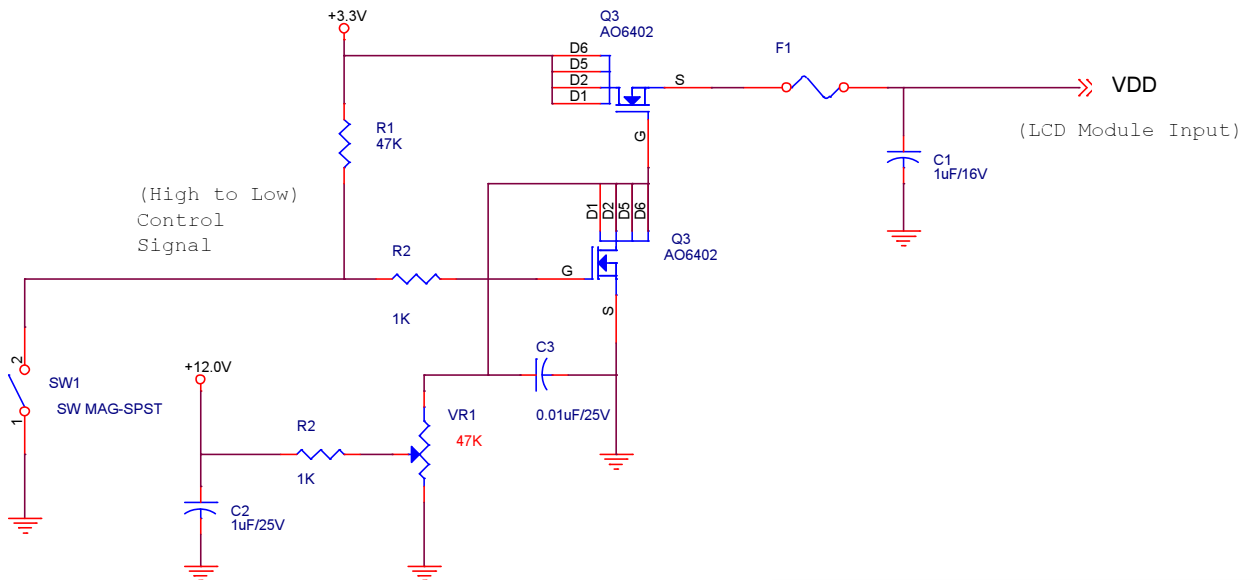 +3.3V
Q3
AO6402
D6
D5
D2
D1
S
G
F1
VDD
(LCD Module Input)
R1
47K
C1
1uF/16V
(High to Low)
Control
Signal
D1
D2
D5
D6
Q3
AO6402
R2
1K
G
S
2
SW1
SW MAG-SPST
1
+12.0V
C3
0.01uF/25V
VR1
47K
R2
1K
C2
1uF/25V